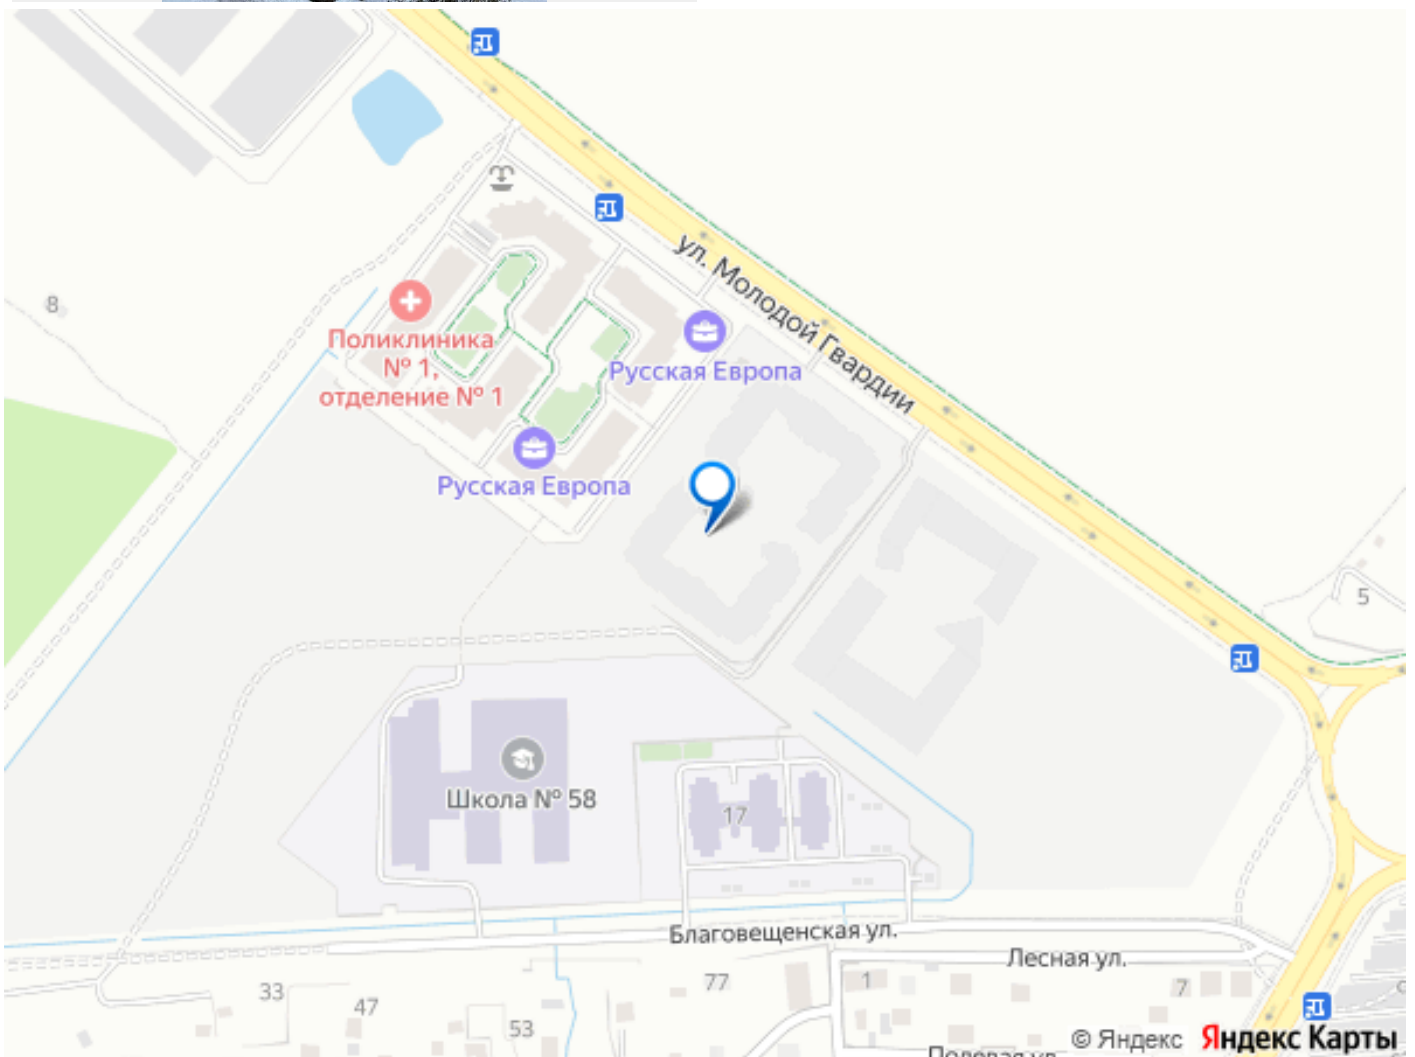 ул. Молодой Гвардии
8
Поликлиника
№ 1,
отделение № 1
Русская Европа
Русская Европа
5
Школа № 58
17
Благовещенская ул.
Лесная ул.
33
47
53
77
1
7
© Яндекс Яндекс Карты